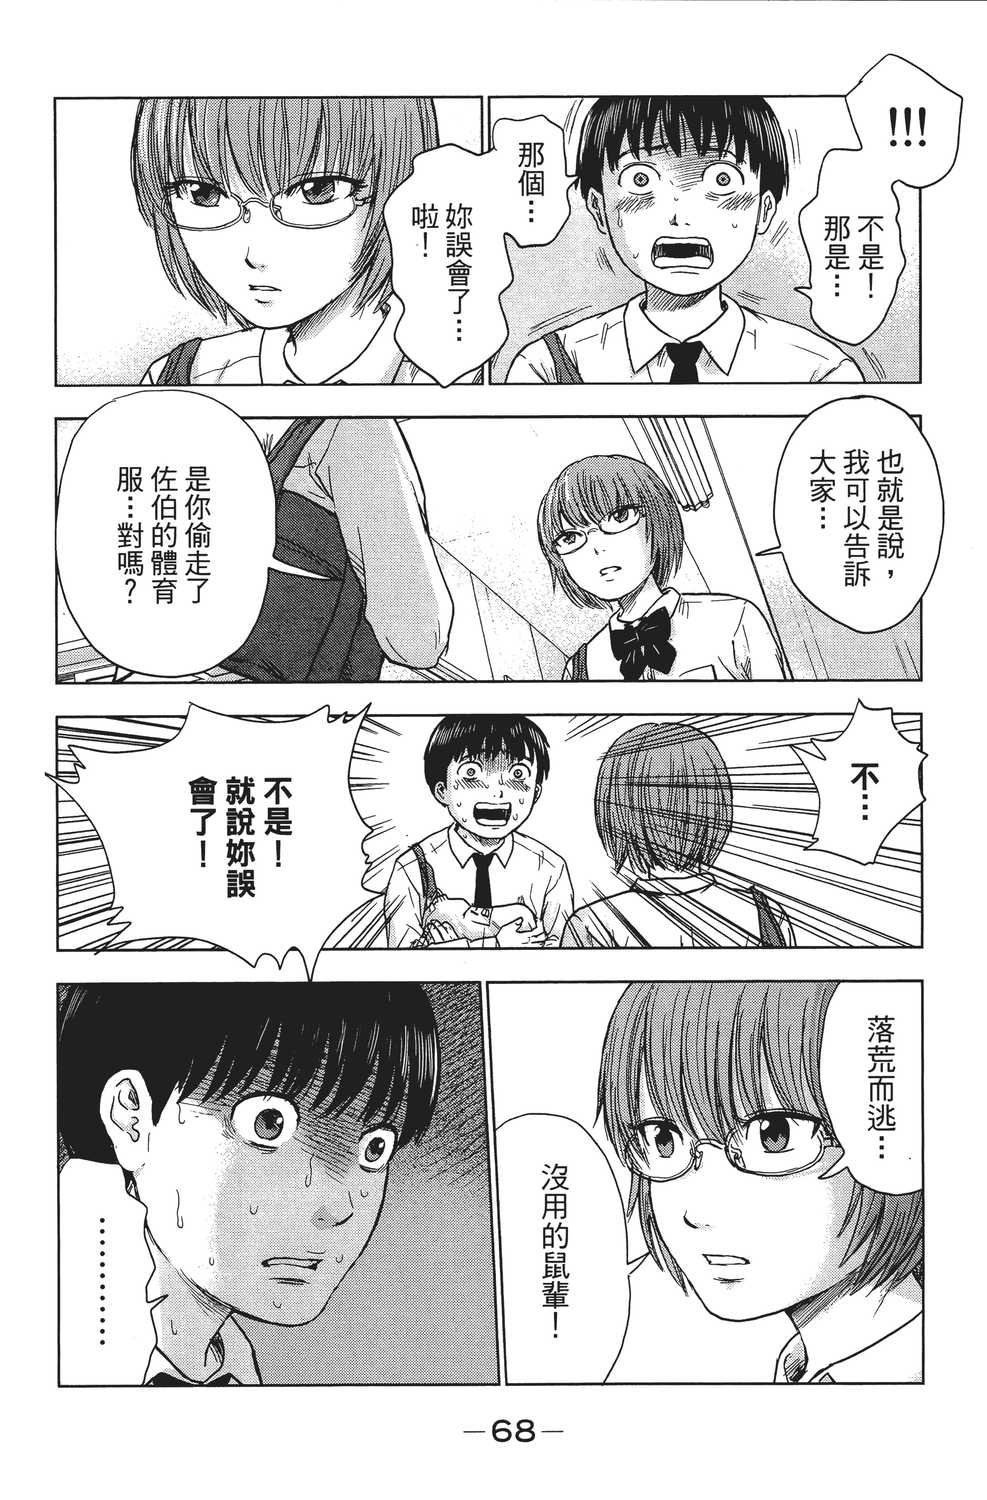 !!!
不是！
那是…
那個…
妳誤會了…
啦！
也就是說，
我可以告訴
大家…
是你偷走了
佐伯的體育
服…對嗎？
不…
不是！
就說妳誤
會了！
落荒而逃…
沒用的鼠輩！
…………
—68—